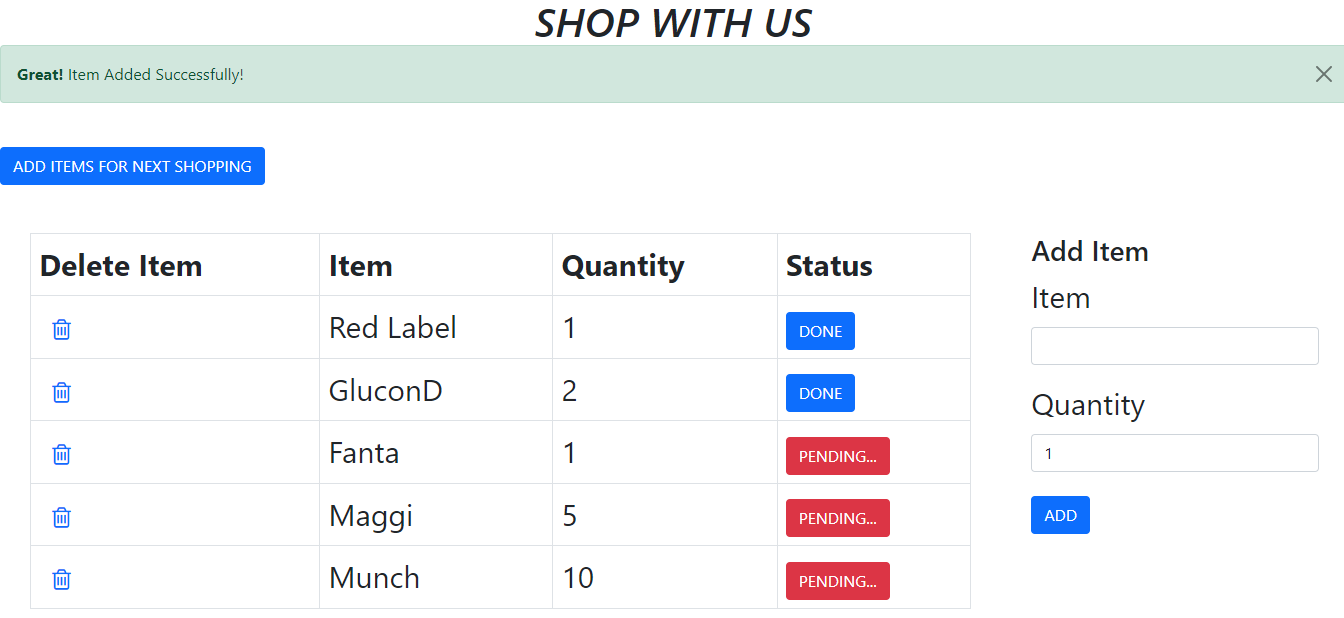 SHOP WITH US
Great! Item Added Successfully!
ADD ITEMS FOR NEXT SHOPPING
Delete Item Item Quantity Status
Red Label 1 DONE
GluconD 2 DONE
Fanta 1 PENDING...
Maggi 5 PENDING...
Munch 10 PENDING...
Add Item
Item
Quantity
1
ADD